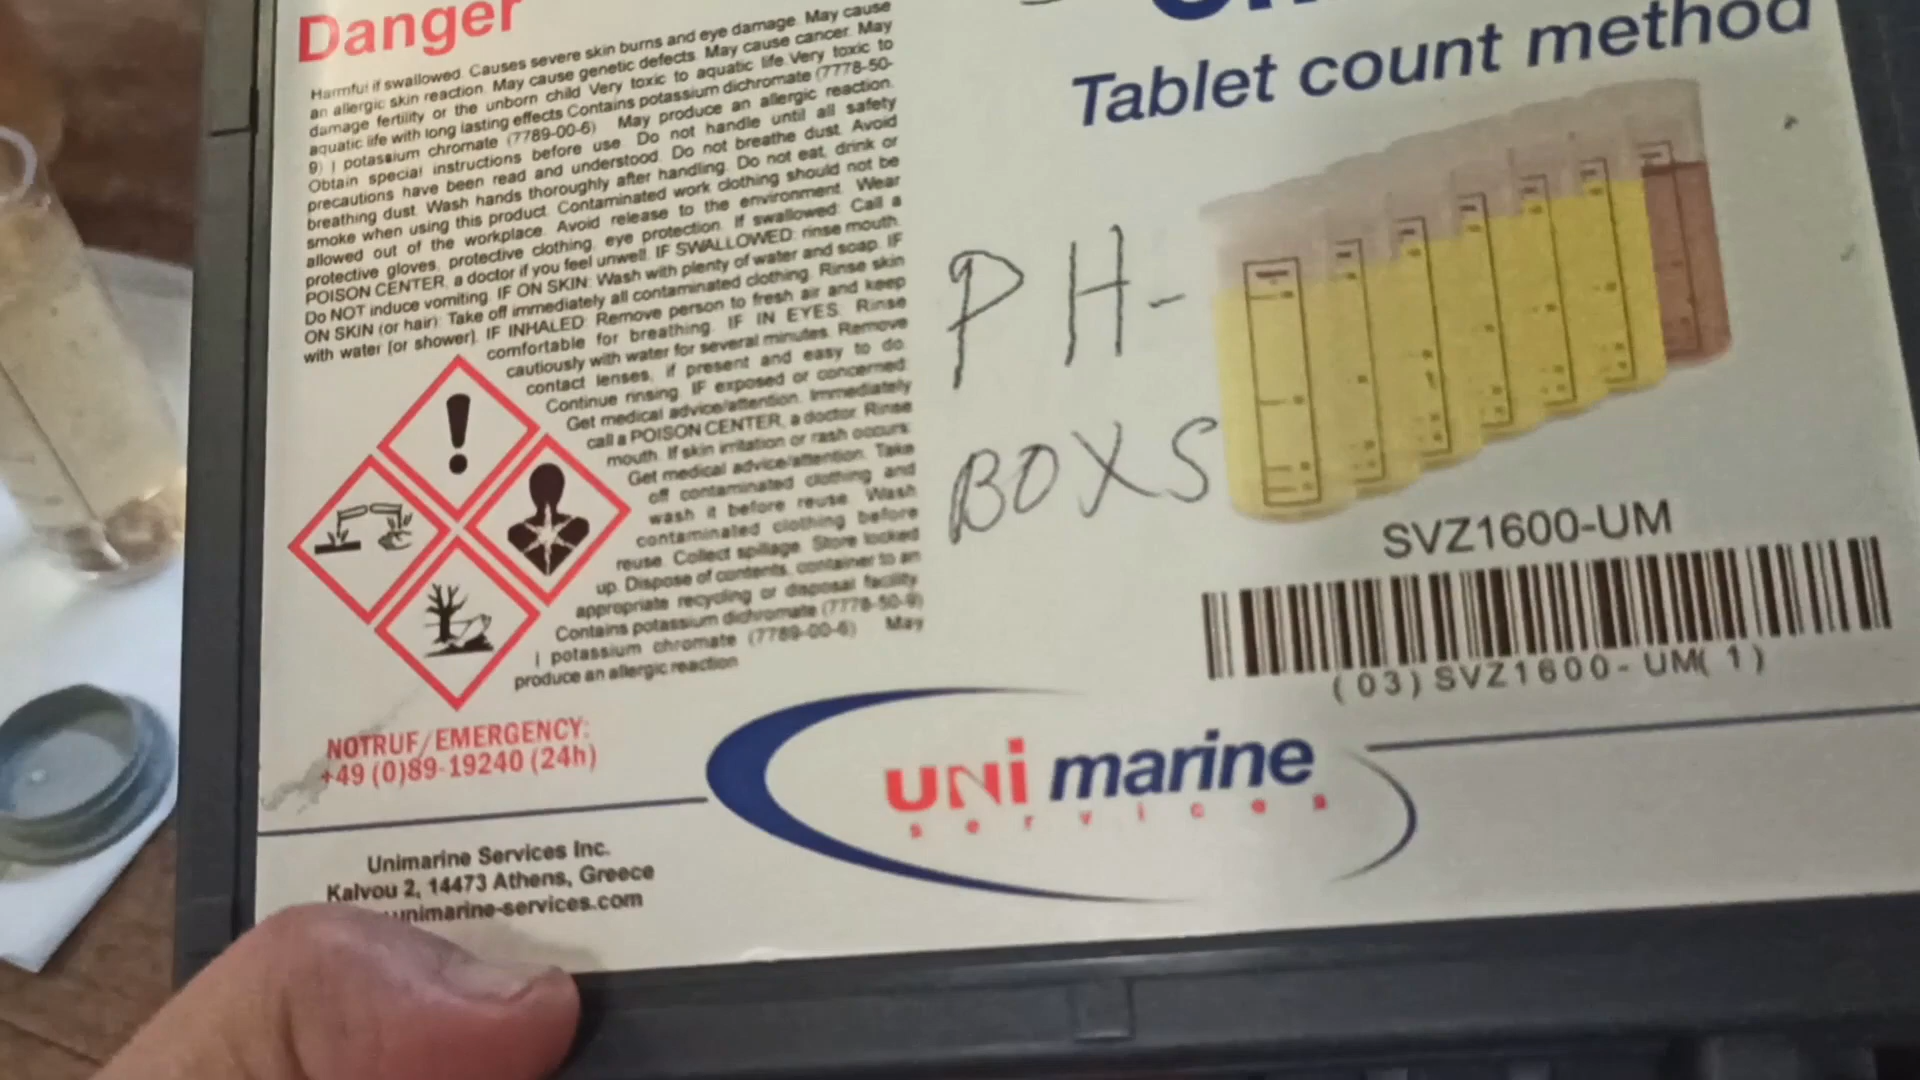 Danger
Harmful if swallowed. Causes severe skin burns and eye damage. May cause
an allergic skin reaction. May cause genetic defects. May cause cancer. May
damage fertility or the unborn child Very toxic to aquatic life. Very toxic to
aquatic life with long lasting effects Contains potassium dichromate (7778-50-
9) | potassium chromate (7789-00-6) May produce an allergic reaction.
Obtain special instructions before use. Do not handle until all safety
precautions have been read and understood. Do not breathe dust. Avoid
breathing dust. Wash hands thoroughly after handling. Do not eat, drink or
smoke when using this product. Contaminated work clothing should not be
allowed out of the workplace. Avoid release to the environment. Wear
protective gloves, protective clothing, eye protection. If swallowed: Call a
POISON CENTER, a doctor if you feel unwell. IF SWALLOWED: rinse mouth.
Do NOT induce vomiting. IF ON SKIN: Wash with plenty of water and soap. IF
ON SKIN (or hair): Take off immediately all contaminated clothing. Rinse skin
with water [or shower]. IF INHALED: Remove person to fresh air and keep
comfortable for breathing. IF IN EYES: Rinse
cautiously with water for several minutes. Remove
contact lenses, if present and easy to do.
Continue rinsing. IF exposed or concerned:
Get medical advice/attention. Immediately
call a POISON CENTER, a doctor. Rinse
mouth. If skin irritation or rash occurs:
Get medical advice/attention. Take
off contaminated clothing and
wash it before reuse. Wash
contaminated clothing before
reuse. Collect spillage. Store locked
up. Dispose of contents, container to an
appropriate recycling or disposal facility.
Contains potassium dichromate (7778-50-9)
| potassium chromate (7789-00-6) May
produce an allergic reaction
NOTRUF/EMERGENCY:
+49 (0)89-19240 (24h)
Unimarine Services Inc.
Kalvou 2, 14473 Athens, Greece
unimarine-services.com
Tablet count method
PH-
BOXS
SVZ1600-UM
(03)SVZ1600-UM(1)
UNi marine
services